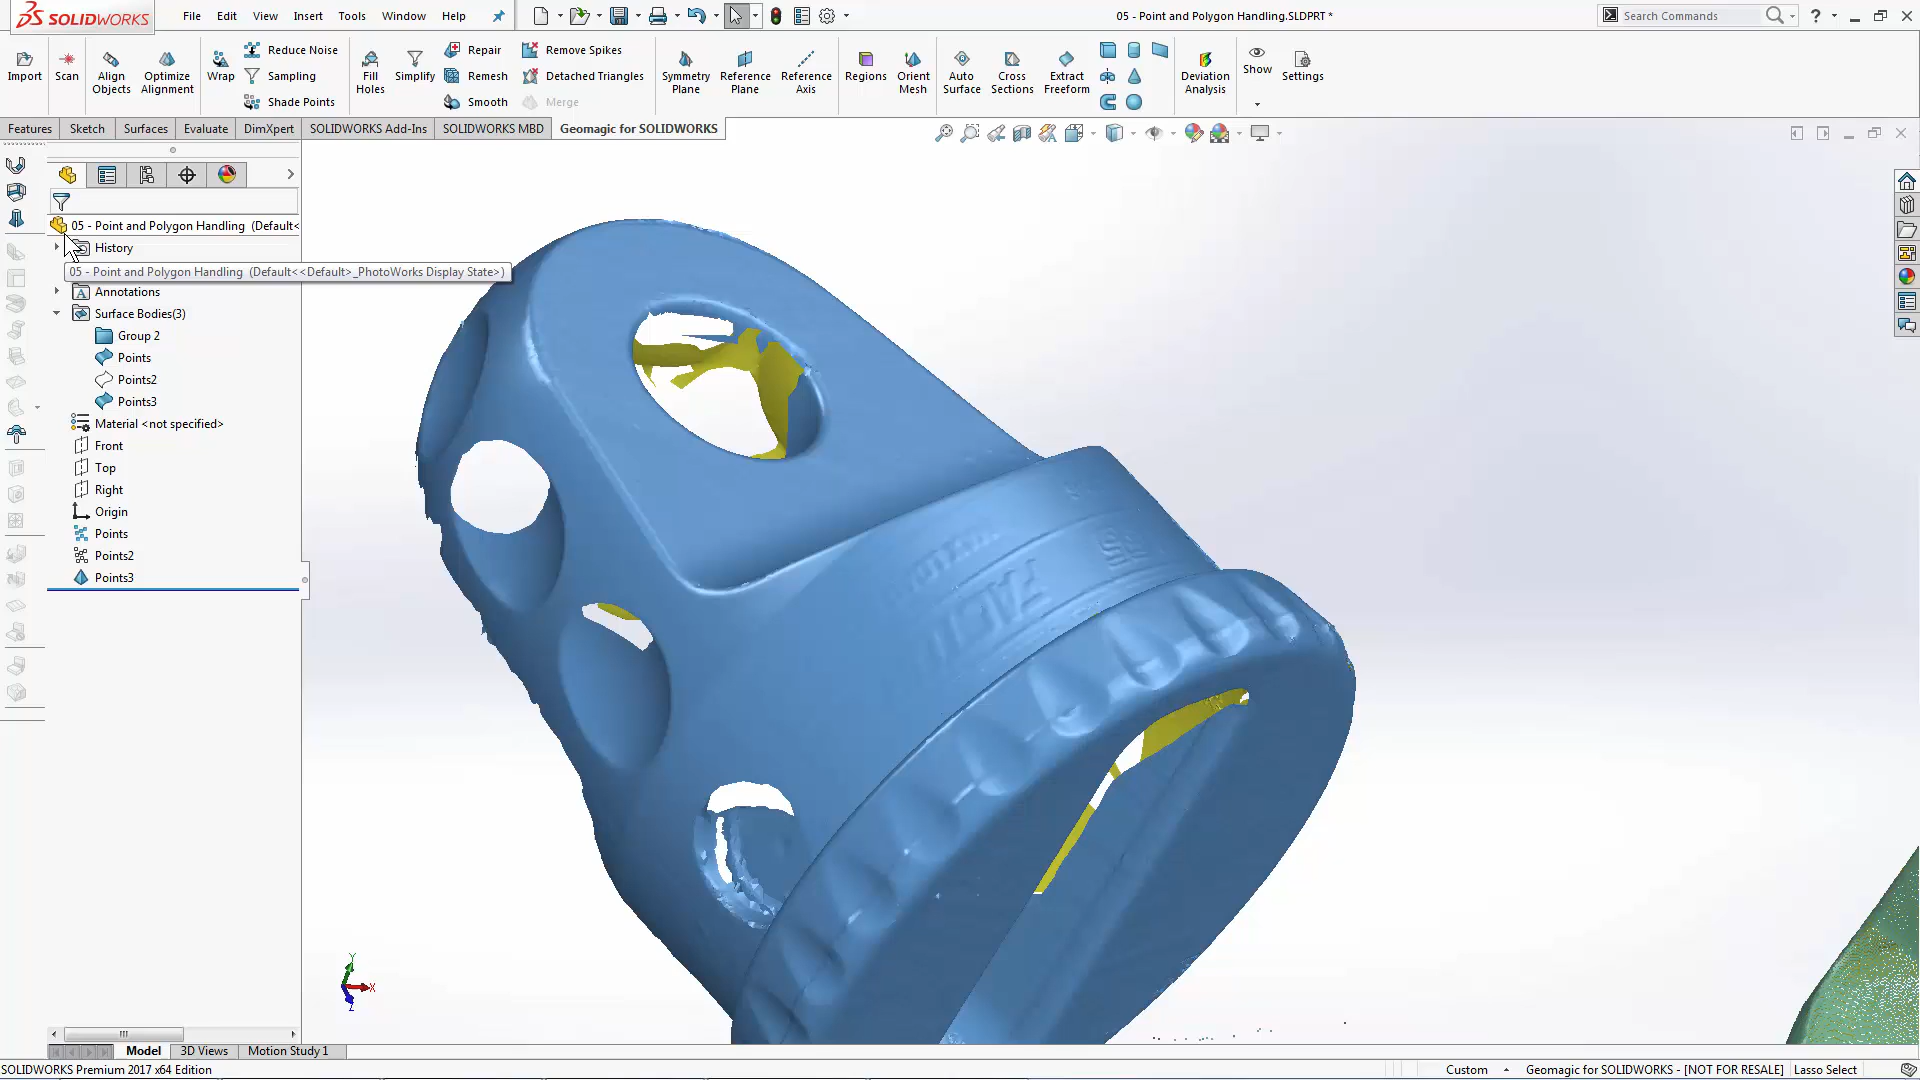 SOLIDWORKS
File Edit View Insert Tools Window Help
05 - Point and Polygon Handling.SLDPRT *
Search Commands
Import
Scan
Align Objects
Optimize Alignment
Wrap
Reduce Noise
Sampling
Shade Points
Fill Holes
Simplify
Repair
Remesh
Smooth
Remove Spikes
Detached Triangles
Merge
Symmetry Plane
Reference Plane
Reference Axis
Regions
Orient Mesh
Auto Surface
Cross Sections
Extract Freeform
Deviation Analysis
Show
Settings
Features Sketch Surfaces Evaluate DimXpert SOLIDWORKS Add-Ins SOLIDWORKS MBD Geomagic for SOLIDWORKS
05 - Point and Polygon Handling (Default<
History
05 - Point and Polygon Handling (Default<<Default>_PhotoWorks Display State>)
Annotations
Surface Bodies(3)
Group 2
Points
Points2
Points3
Material <not specified>
Front
Top
Right
Origin
Points
Points2
Points3
Y
X
Z
Model 3D Views Motion Study 1
SOLIDWORKS Premium 2017 x64 Edition
Custom
Geomagic for SOLIDWORKS - [NOT FOR RESALE]
Lasso Select